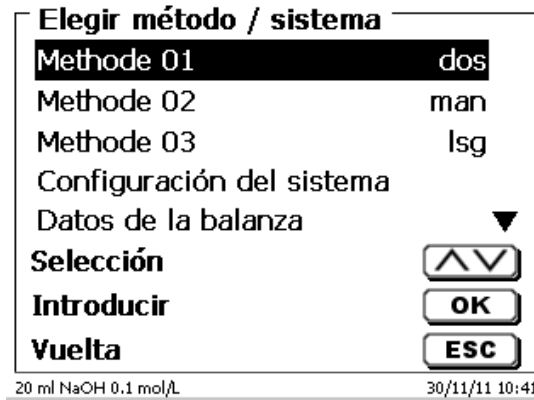 Elegir método / sistema
Methode 01 dos
Methode 02 man
Methode 03 lsg
Configuración del sistema
Datos de la balanza
Selección
Introducir OK
Vuelta ESC
20 ml NaOH 0.1 mol/L 30/11/11 10:41